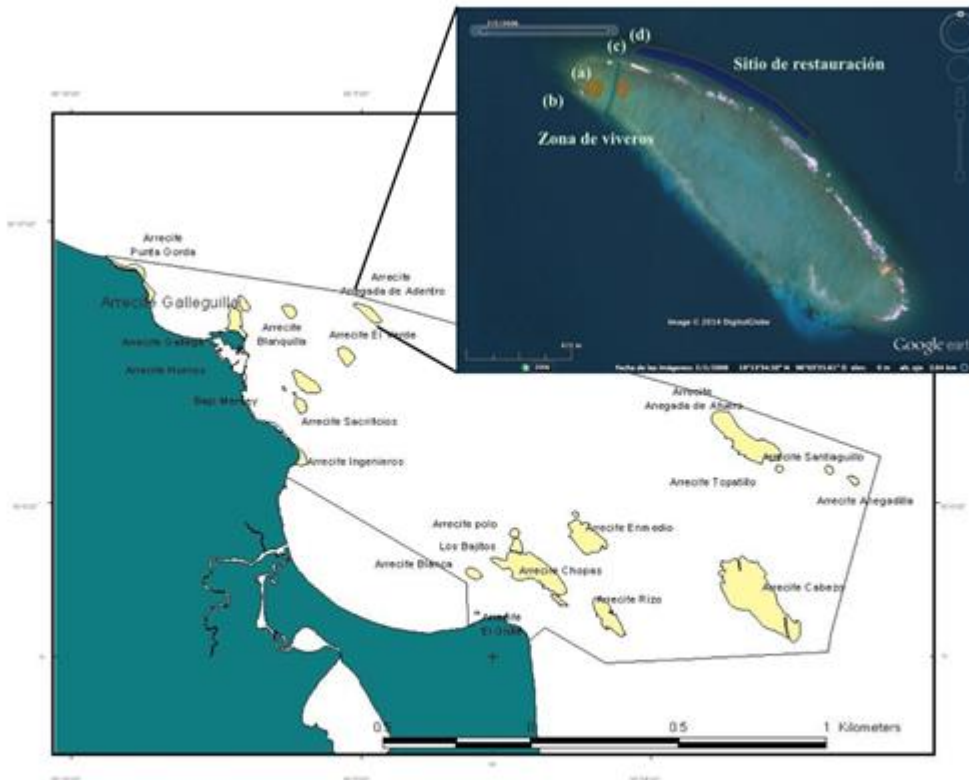 (d)
(c)
Sitio de restauración
(a)
(b)
Zona de viveros
Image © 2014 DigitalGlobe
Google eart
Arrecife
Punta Gorda
Arrecife
Anegada de Adentro
Arrecife Galleguilla
Arrecife
Blanquilla
Arrecife El Verde
Arrecife Gallega
Arrecife Hornos
Arrecife Sacrificios
Arrecife Ingenieros
Arrecife
Anegada de Afuera
Arrecife Santiaguillo
Arrecife Topatillo
Arrecife Anegadilla
Arrecife polo
Arrecife Enmedio
Los Bajitos
Arrecife Blanca
Arrecife Chopas
Arrecife Cabezo
Arrecife Rizo
Arrecife
0.5
0
0.5
1 Kilometers